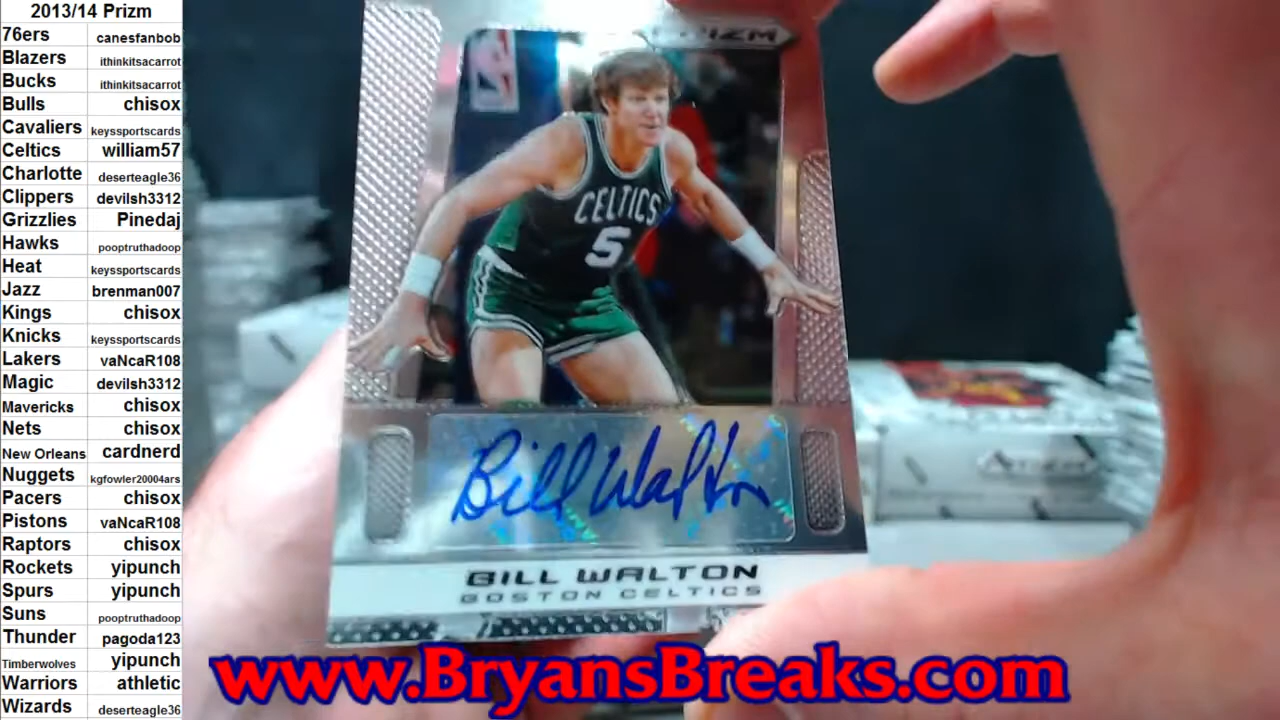 2013/14 Prizm
76ers canesfanbob
Blazers ithinkitsacarrot
Bucks ithinkitsacarrot
Bulls chisox
Cavaliers keyssportscards
Celtics william57
Charlotte deserteagle36
Clippers devilsh3312
Grizzlies Pinedaj
Hawks pooptruthadoop
Heat keyssportscards
Jazz brenman007
Kings chisox
Knicks keyssportscards
Lakers vaNcaR108
Magic devilsh3312
Mavericks chisox
Nets chisox
New Orleans cardnerd
Nuggets kgfowler20004ars
Pacers chisox
Pistons vaNcaR108
Raptors chisox
Rockets yipunch
Spurs yipunch
Suns pooptruthadoop
Thunder pagoda123
Timberwolves yipunch
Warriors athletic
Wizards deserteagle36
PRIZM
CELTICS
5
Bill Walton
BILL WALTON
BOSTON CELTICS
www.BryansBreaks.com